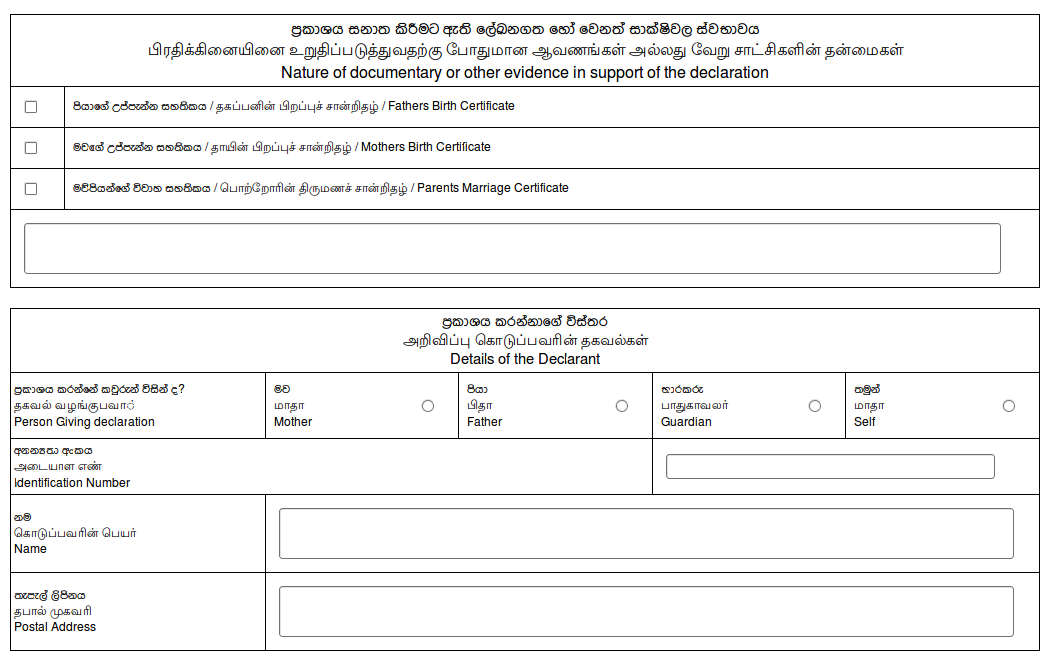 ප්‍රකාශය සනාත කිරීමට ඇති ලේඛනගත හෝ වෙනත් සාක්ෂිවල ස්වභාවය
பிரதிக்கினையினை உறுதிப்படுத்துவதற்கு போதுமான ஆவணங்கள் அல்லது வேறு சாட்சிகளின் தன்மைகள்
Nature of documentary or other evidence in support of the declaration
පියාගේ උප්පැන්න සහතිකය / தகப்பனின் பிறப்புச் சான்றிதழ் / Fathers Birth Certificate
මවගේ උප්පැන්න සහතිකය / தாயின் பிறப்புச் சான்றிதழ் / Mothers Birth Certificate
මව්පියන්ගේ විවාහ සහතිකය / பொற்றோரின் திருமணச் சான்றிதழ் / Parents Marriage Certificate
ප්‍රකාශය කරන්නාගේ විස්තර
அறிவிப்பு கொடுப்பவரின் தகவல்கள்
Details of the Declarant
ප්‍රකාශය කරන්නේ කවුරුන් විසින් ද?
தகவல் வழங்குபவா்
Person Giving declaration
මව
மாதா
Mother
පියා
பிதா
Father
භාරකරු
பாதுகாவலர்
Guardian
තමුන්
மாதா
Self
අනන්‍යතා අංකය
அடையாள எண்
Identification Number
නම
கொடுப்பவரின் பெயர்
Name
තැපැල් ලිපිනය
தபால் முகவரி
Postal Address